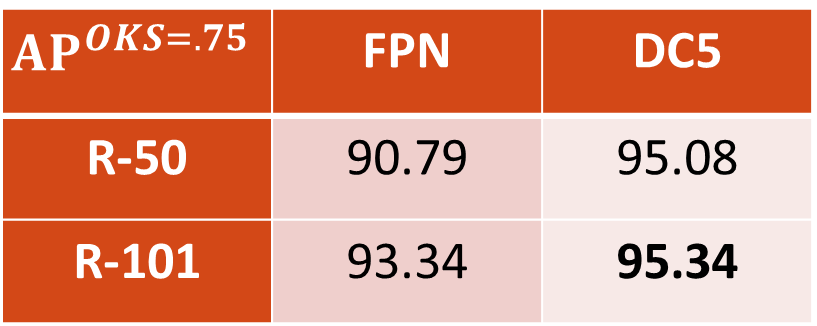 AP^OKS=.75 FPN DC5
R-50 90.79 95.08
R-101 93.34 95.34